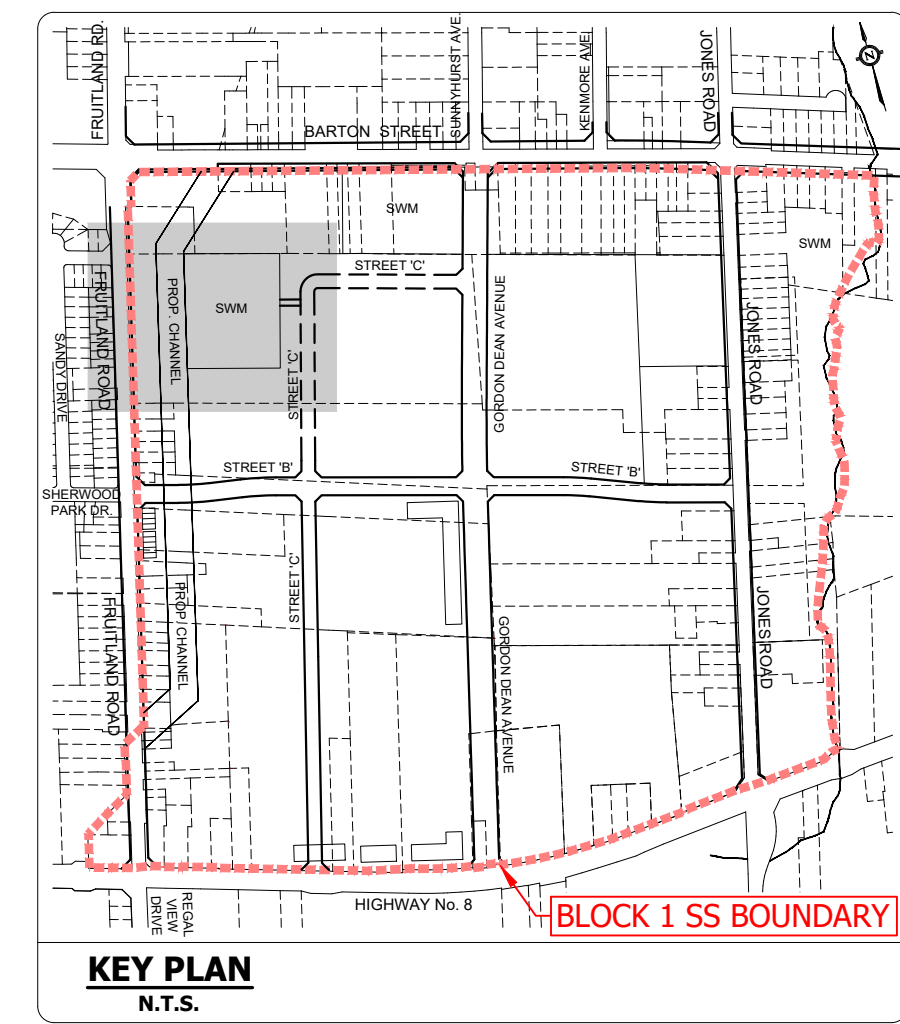 FRUITLAND RD.
SUNNYHURST AVE.
KENMORE AVE.
JONES ROAD
Z
BARTON STREET
SWM
SWM
STREET 'C'
SWM
PROP. CHANNEL
FRUITLAND ROAD
SANDY DRIVE
STREET 'C'
GORDON DEAN AVENUE
JONES ROAD
STREET 'B'
STREET 'B'
SHERWOOD
PARK DR.
STREET 'C'
PROP. CHANNEL
FRUITLAND ROAD
GORDON DEAN AVENUE
JONES ROAD
REGAL
VIEW
DRIVE
HIGHWAY No. 8
BLOCK 1 SS BOUNDARY
KEY PLAN
N.T.S.